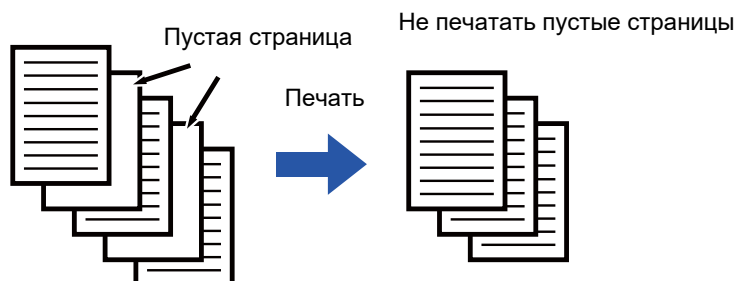 Не печатать пустые страницы
Пустая страница
Печать